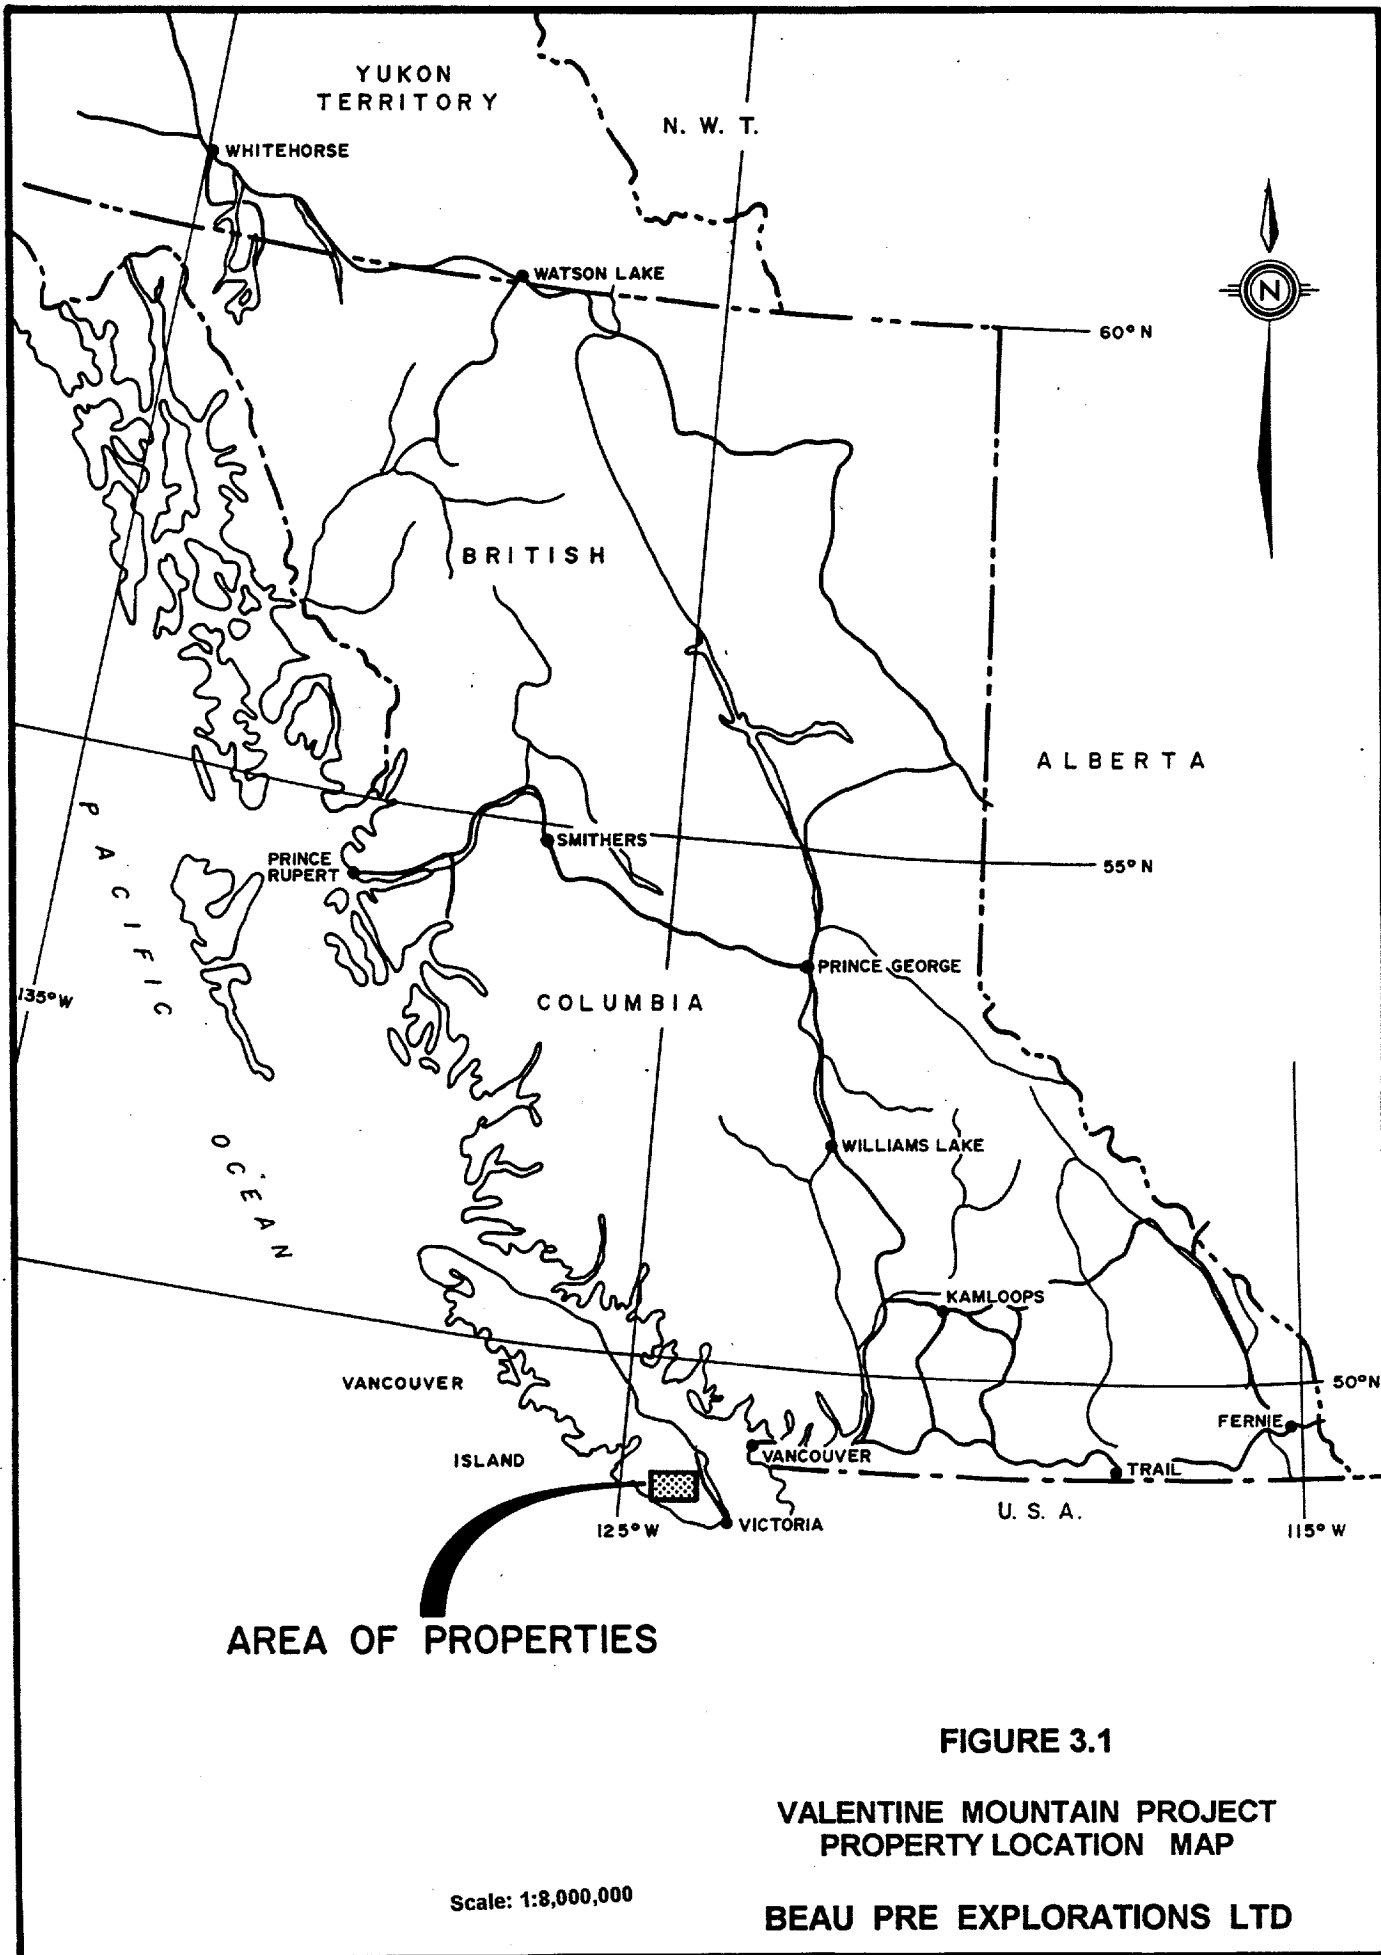 YUKON
TERRITORY
N. W. T.
WHITEHORSE
WATSON LAKE
N
60° N
BRITISH
ALBERTA
PACIFIC
SMITHERS
PRINCE
RUPERT
55° N
PRINCE GEORGE
135° W
COLUMBIA
OCEAN
WILLIAMS LAKE
KAMLOOPS
VANCOUVER
50° N
FERNIE
ISLAND
VANCOUVER
TRAIL
U. S. A.
125° W
VICTORIA
115° W
AREA OF PROPERTIES
FIGURE 3.1
VALENTINE MOUNTAIN PROJECT
PROPERTY LOCATION MAP
Scale: 1:8,000,000
BEAU PRE EXPLORATIONS LTD